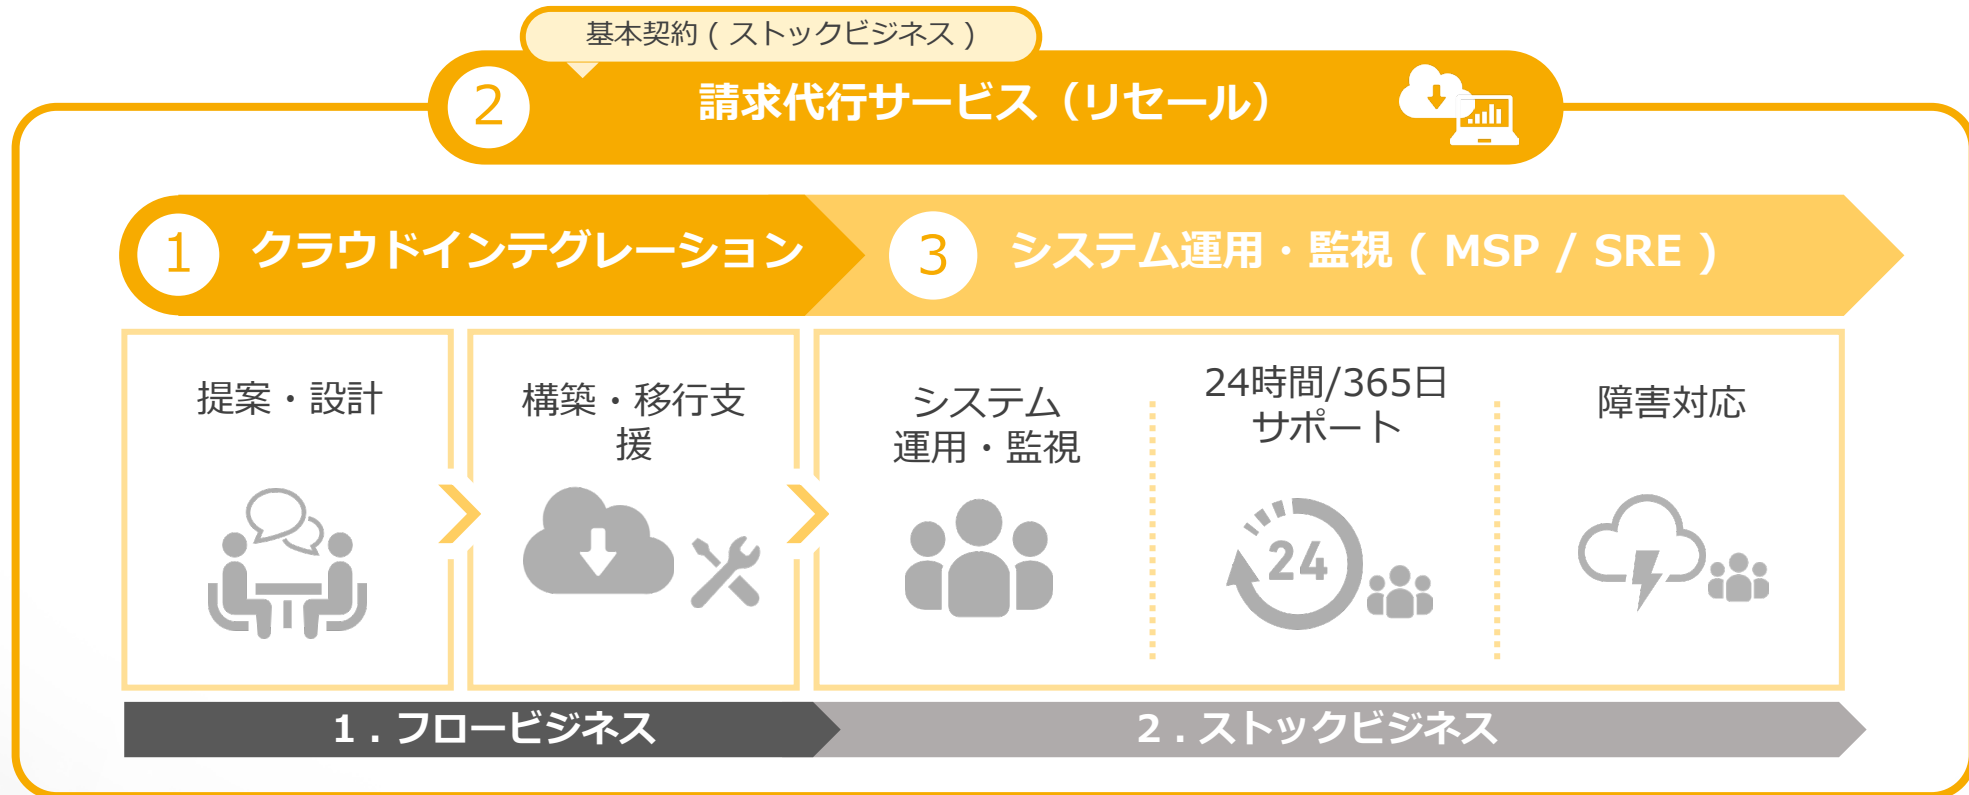 基本契約 ( ストックビジネス )
2
請求代行サービス（リセール）
1
クラウドインテグレーション
3
システム運用・監視 ( MSP / SRE )
提案・設計
構築・移行支
援
システム
運用・監視
24時間/365日
サポート
24
障害対応
1．フロービジネス
2．ストックビジネス